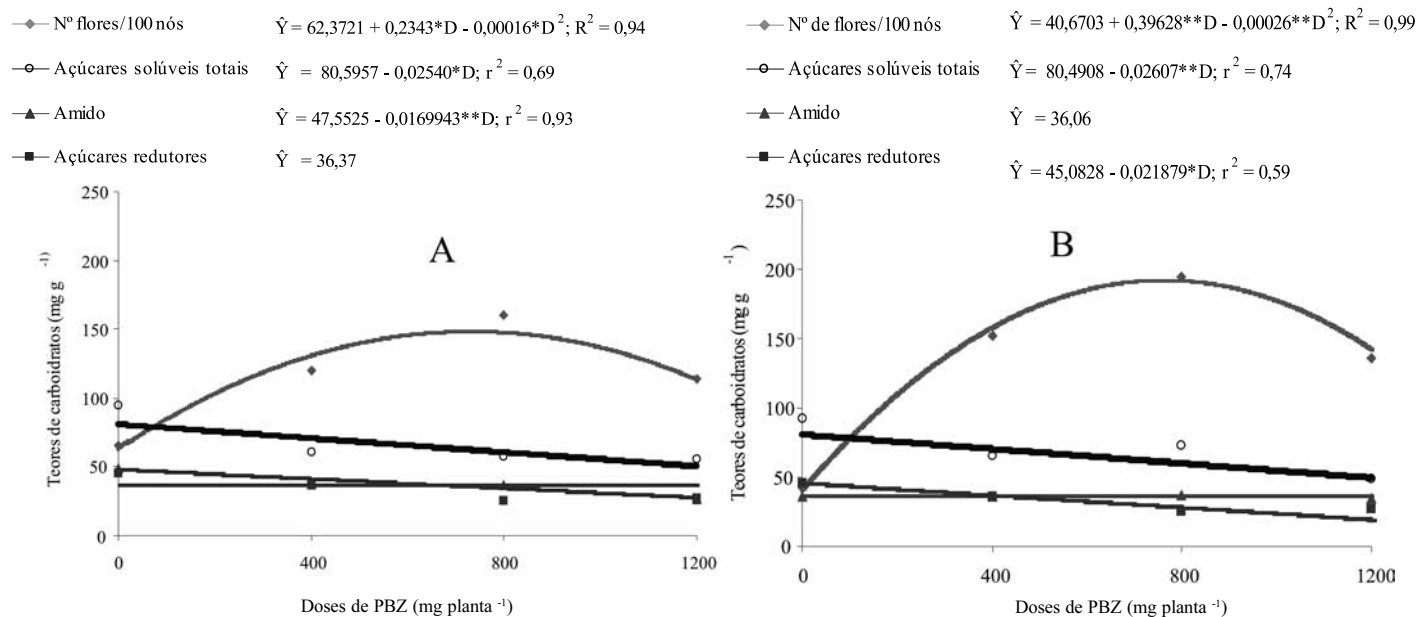 Nº flores/100 nós Ŷ = 62,3721 + 0,2343*D - 0,00016*D²; R² = 0,94
Açúcares solúveis totais Ŷ = 80,5957 - 0,02540*D; r² = 0,69
Amido Ŷ = 47,5525 - 0,0169943**D; r² = 0,93
Açúcares redutores Ŷ = 36,37
250
200
150
100
50
0
Teores de carboidratos (mg g ⁻¹)
A
0 400 800 1200
Doses de PBZ (mg planta ⁻¹)
Nº de flores/100 nós Ŷ = 40,6703 + 0,39628**D - 0,00026**D²; R² = 0,99
Açúcares solúveis totais Ŷ= 80,4908 - 0,02607**D; r² = 0,74
Amido Ŷ = 36,06
Açúcares redutores Ŷ = 45,0828 - 0,021879*D; r² = 0,59
250
200
150
100
50
0
Teores de carboidratos (mg g ⁻¹)
B
0 400 800 1200
Doses de PBZ (mg planta ⁻¹)